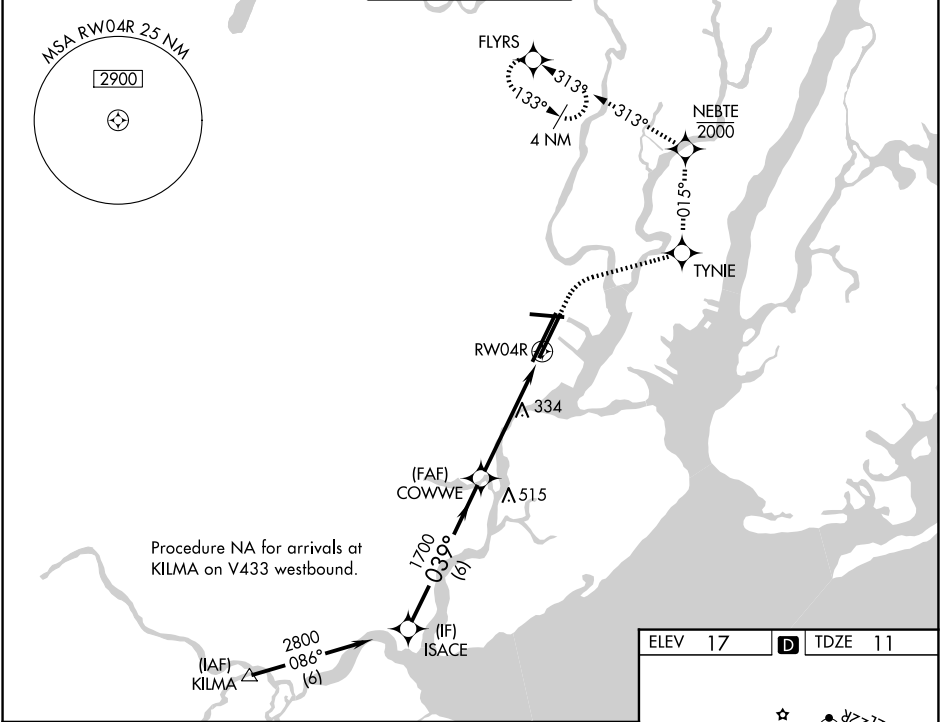 MSA RW04R 25 NM
2900
FLYRS
313°
133°
4 NM
313°
NEBTE
2000
015°
TYNIE
RW04R
334
(FAF)
COWWE
515
Procedure NA for arrivals at
KILMA on V433 westbound.
1700
039°
(6)
(IF)
ISACE
2800
086°
(6)
(IAF)
KILMA
ELEV 17 D TDZE 11